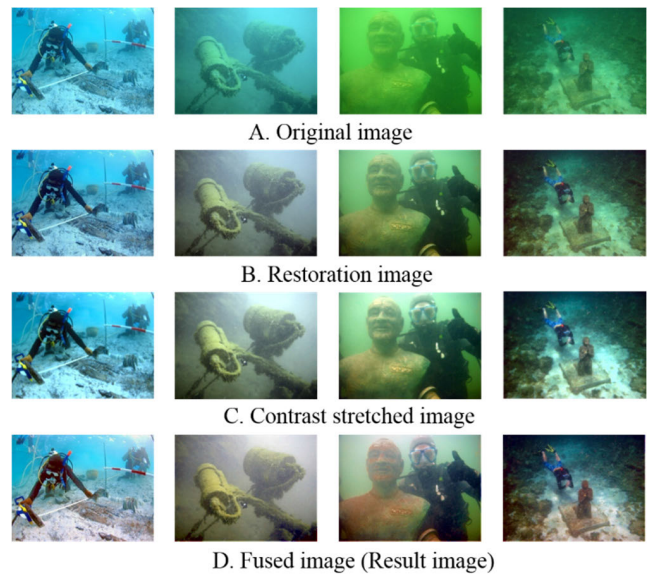 A. Original image
B. Restoration image
C. Contrast stretched image
D. Fused image (Result image)